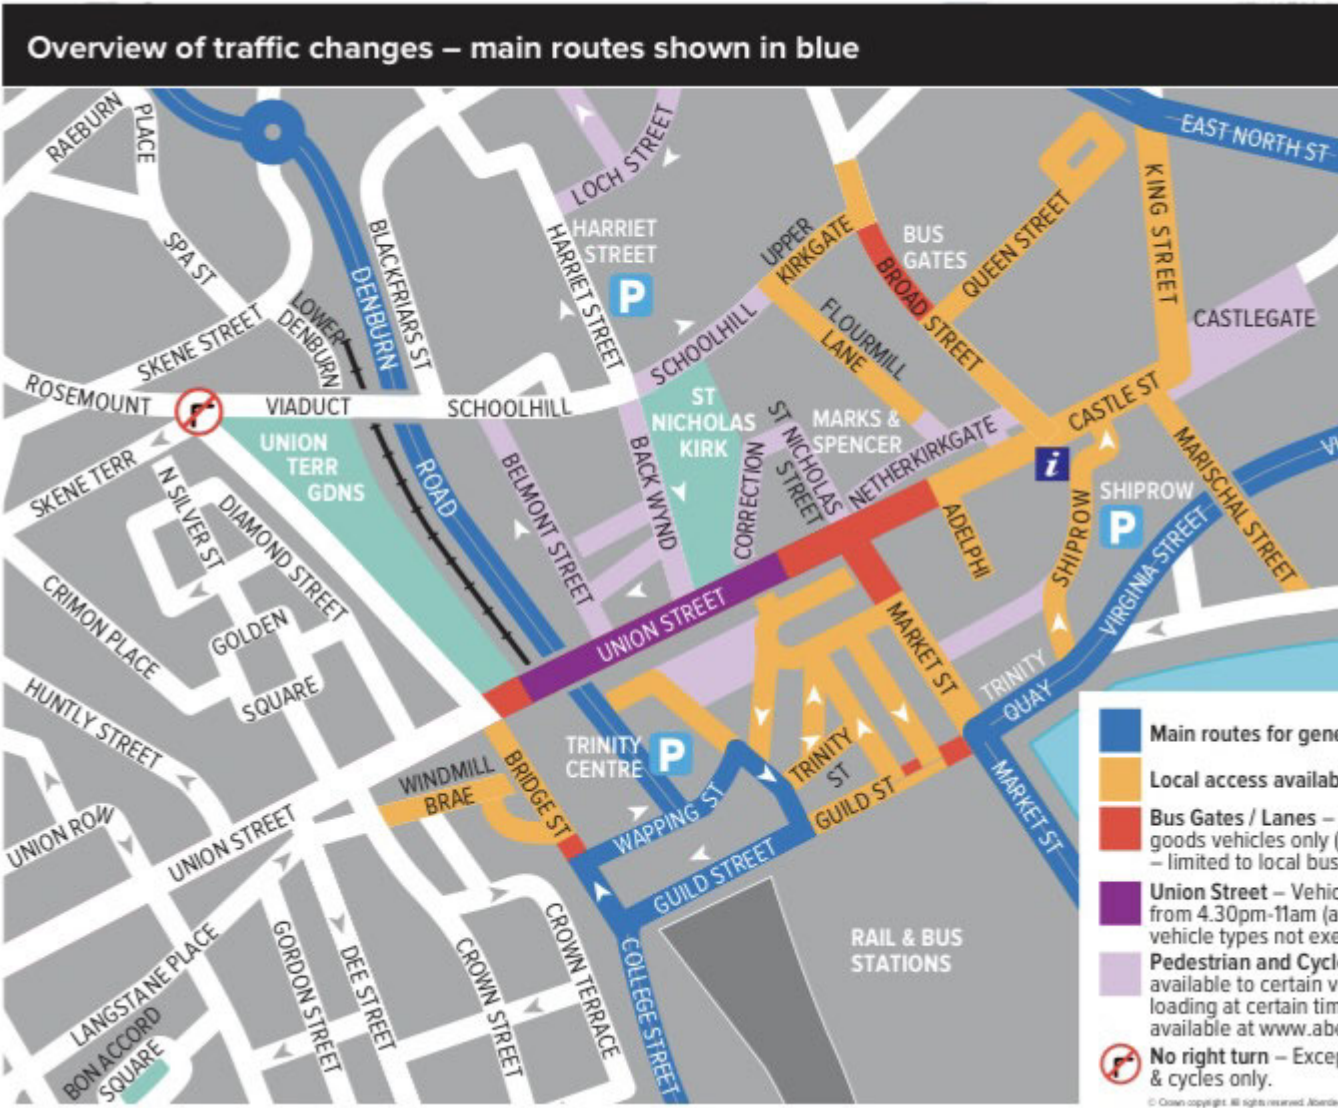 Overview of traffic changes – main routes shown in blue
RAEBURN
PLACE
SPA ST
SKENE STREET
LOWER
DENBURN
DENBURN
ROAD
BLACKFRIARS ST
HARRIET STREET
LOCH STREET
HARRIET
STREET
P
UPPER
KIRKGATE
BUS
GATES
BROAD STREET
QUEEN STREET
EAST NORTH ST
KING STREET
CASTLEGATE
FLOURMILL
LANE
SCHOOLHILL
ROSEMOUNT
VIADUCT
SCHOOLHILL
ST
NICHOLAS
KIRK
MARKS &
SPENCER
CASTLE ST
ST NICHOLAS
STREET
NETHERKIRKGATE
CORRECTION
BACK WYND
BELMONT STREET
UNION
TERR
GDNS
SKENE TERR
N SILVER ST
DIAMOND STREET
i
SHIPROW
P
MARISCHAL STREET
ADELPHI
SHIPROW
VIRGINIA STREET
VI
CRIMON PLACE
GOLDEN
SQUARE
UNION STREET
MARKET ST
TRINITY
QUAY
HUNTLY STREET
TRINITY
CENTRE
P
TRINITY
ST
WINDMILL
BRAE
BRIDGE ST
WAPPING ST
GUILD ST
MARKET ST
UNION ROW
UNION STREET
GUILD STREET
LANGSTANE PLACE
GORDON STREET
DEE STREET
CROWN STREET
CROWN TERRACE
COLLEGE STREET
RAIL & BUS
STATIONS
BON ACCORD
SQUARE
Main routes for gene
Local access availab
Bus Gates / Lanes –
goods vehicles only (
– limited to local bus
Union Street – Vehic
from 4.30pm-11am (a
vehicle types not exe
Pedestrian and Cycle
available to certain v
loading at certain tim
available at www.abe
No right turn – Excep
& cycles only.
© Crown copyright. All rights reserved. Aberde